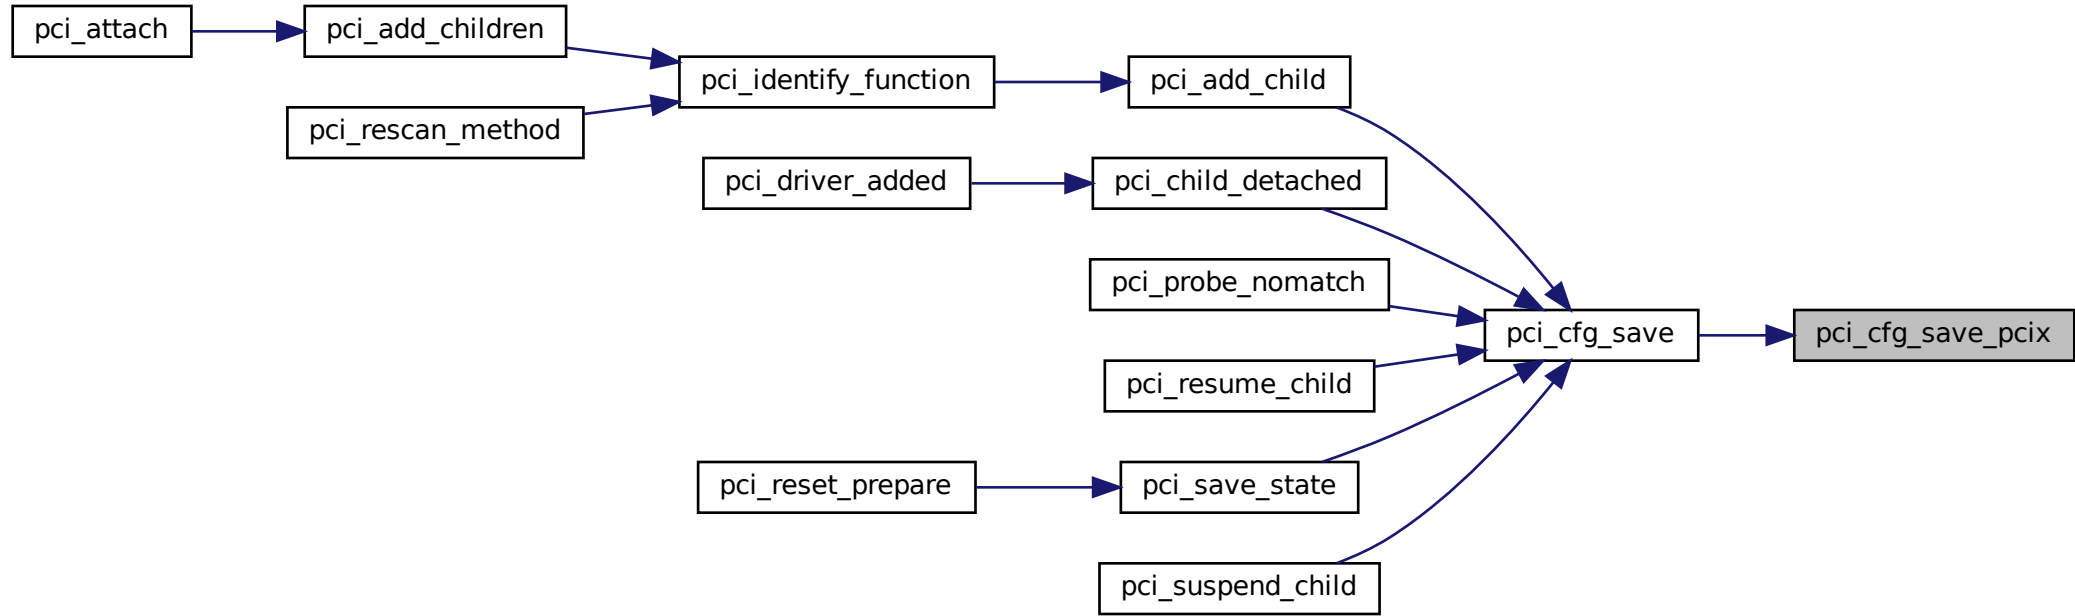 pci_attach
pci_add_children
pci_identify_function
pci_add_child
pci_rescan_method
pci_driver_added
pci_child_detached
pci_probe_nomatch
pci_cfg_save
pci_cfg_save_pcix
pci_resume_child
pci_reset_prepare
pci_save_state
pci_suspend_child